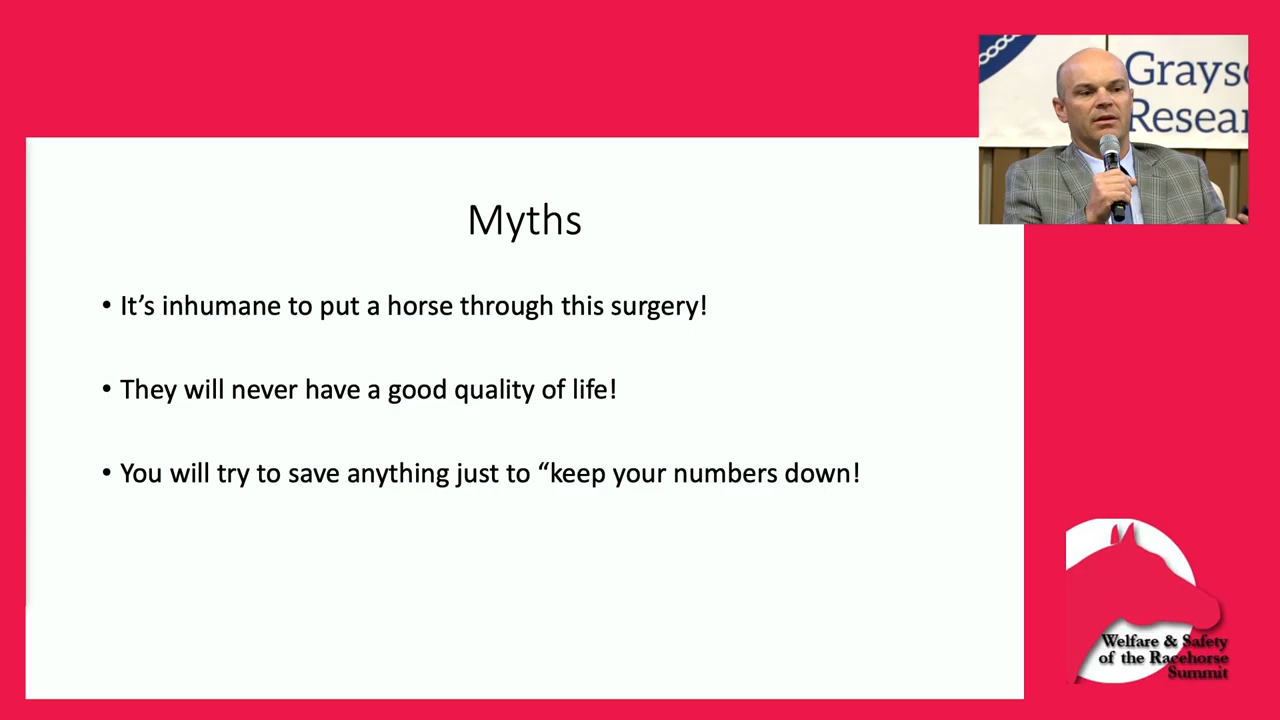 Grayso
Resear
Myths
• It’s inhumane to put a horse through this surgery!
• They will never have a good quality of life!
• You will try to save anything just to “keep your numbers down!
Welfare & Safety
of the Racehorse
Summit